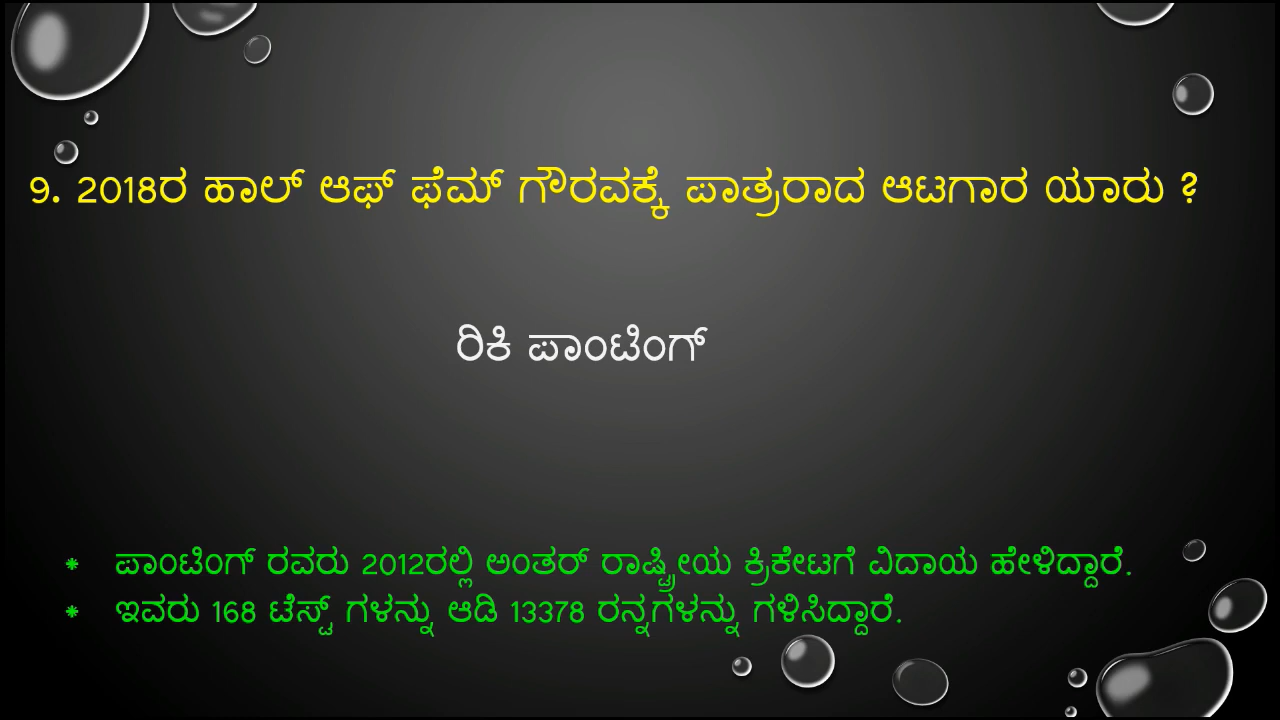 9. 2018ರ ಹಾಲ್ ಆಫ್ ಫೆಮ್ ಗೌರವಕ್ಕೆ ಪಾತ್ರರಾದ ಆಟಗಾರ ಯಾರು ?
ರಿಕಿ ಪಾಂಟಿಂಗ್
* ಪಾಂಟಿಂಗ್ ರವರು 2012ರಲ್ಲಿ ಅಂತರ್ ರಾಷ್ಟ್ರೀಯ ಕ್ರಿಕೇಟಗೆ ವಿದಾಯ ಹೇಳಿದ್ದಾರೆ.
* ಇವರು 168 ಟೆಸ್ಟ್ ಗಳನ್ನು ಆಡಿ 13378 ರನ್ನಗಳನ್ನು ಗಳಿಸಿದ್ದಾರೆ.